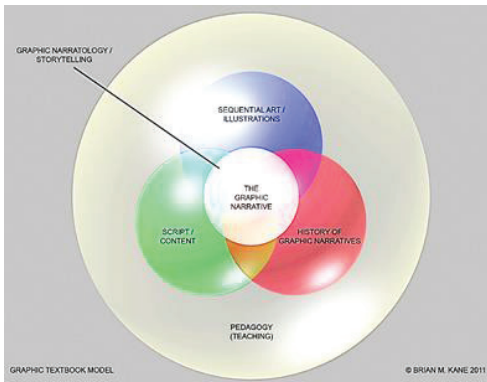 GRAPHIC NARRATOLOGY /
STORYTELLING
SEQUENTIAL ART /
ILLUSTRATIONS
THE
GRAPHIC
NARRATIVE
SCRIPT /
CONTENT
HISTORY OF
GRAPHIC NARRATIVES
PEDAGOGY
(TEACHING)
GRAPHIC TEXTBOOK MODEL
© BRIAN M. KANE 2011